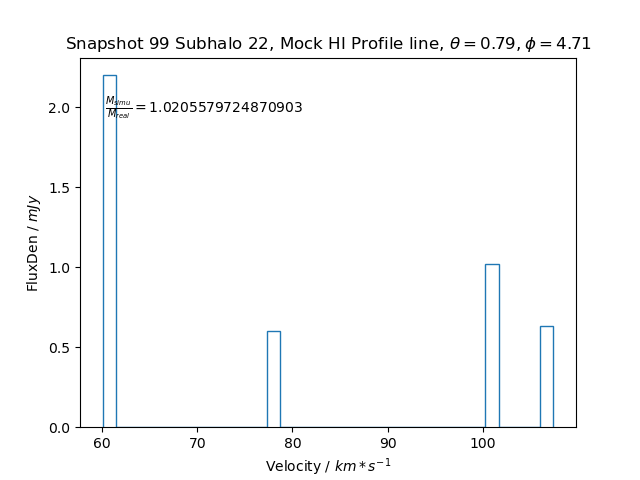 Snapshot 99 Subhalo 22, Mock HI Profile line, θ = 0.79, ϕ = 4.71
M_simu/M_real = 1.0205579724870903
FluxDen / mJy
2.0
1.5
1.0
0.5
0.0
60 70 80 90 100
Velocity / km * s⁻¹